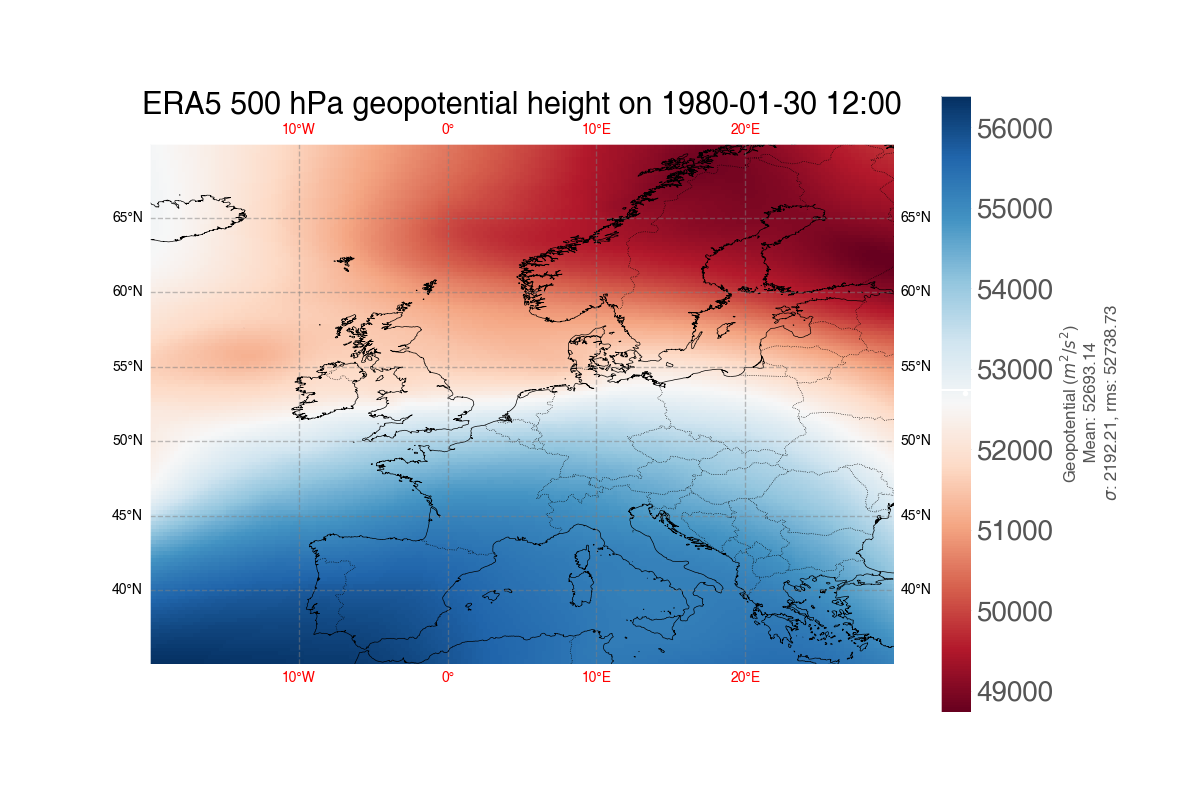 ERA5 500 hPa geopotential height on 1980-01-30 12:00
10°W 0° 10°E 20°E
65°N 65°N
60°N 60°N
55°N 55°N
50°N 50°N
45°N 45°N
40°N 40°N
10°W 0° 10°E 20°E
56000
55000
54000
53000
52000
51000
50000
49000
Geopotential (m²/s²)
Mean: 52693.14
σ: 2192.21, rms: 52738.73